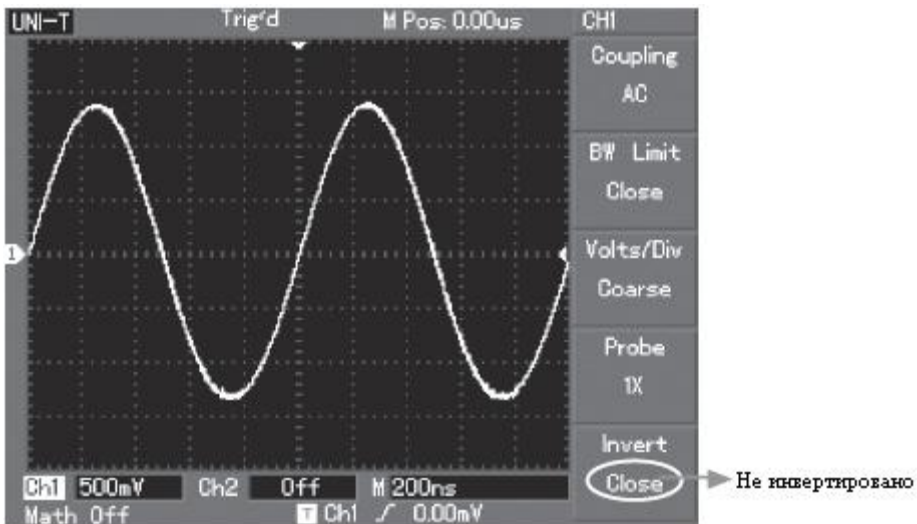 UNI-T Trig'd M Pos: 0.00us CH1
Coupling
AC
BW Limit
Close
1 Volts/Div
Coarse
Probe
1X
Invert
Close Не инвертировано
Ch1 500mV Ch2 Off M 200ns
Math Off T Ch1 0.00mV